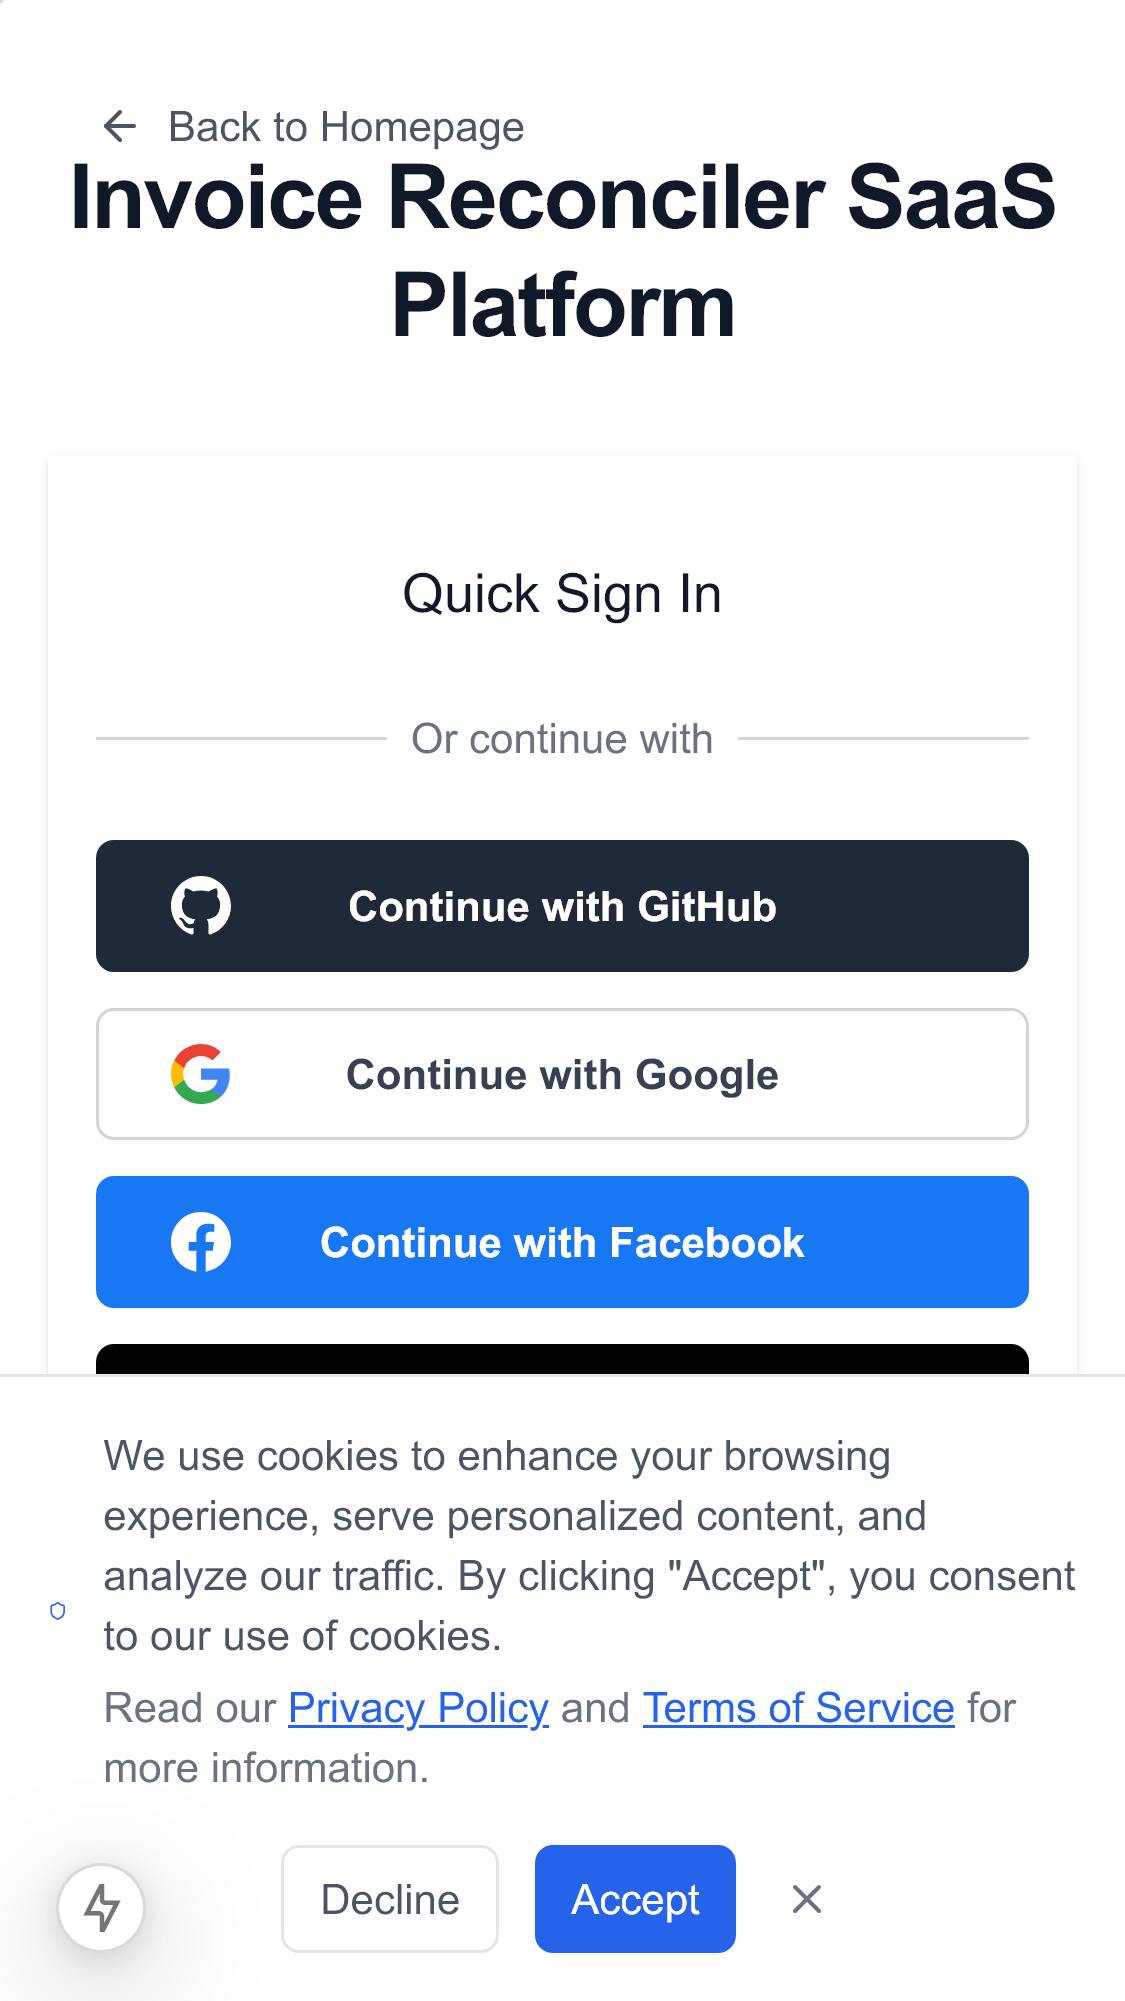 Back to Homepage
Invoice Reconciler SaaS
Platform
Quick Sign In
Or continue with
Continue with GitHub
Continue with Google
Continue with Facebook
We use cookies to enhance your browsing
experience, serve personalized content, and
analyze our traffic. By clicking "Accept", you consent
to our use of cookies.
Read our Privacy Policy and Terms of Service for
more information.
Decline
Accept